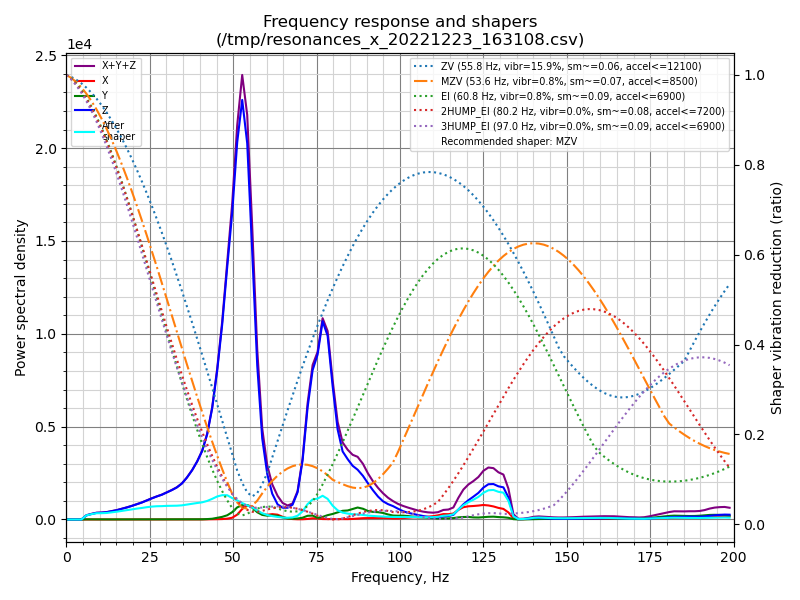 Frequency response and shapers
(/tmp/resonances_x_20221223_163108.csv)
1e4
X+Y+Z
X
Y
Z
After
shaper
ZV (55.8 Hz, vibr=15.9%, sm~=0.06, accel<=12100)
MZV (53.6 Hz, vibr=0.8%, sm~=0.07, accel<=8500)
EI (60.8 Hz, vibr=0.8%, sm~=0.09, accel<=6900)
2HUMP_EI (80.2 Hz, vibr=0.0%, sm~=0.08, accel<=7200)
3HUMP_EI (97.0 Hz, vibr=0.0%, sm~=0.09, accel<=6900)
Recommended shaper: MZV
Power spectral density
2.5
2.0
1.5
1.0
0.5
0.0
1.0
0.8
0.6
0.4
0.2
0.0
Shaper vibration reduction (ratio)
0 25 50 75 100 125 150 175 200
Frequency, Hz